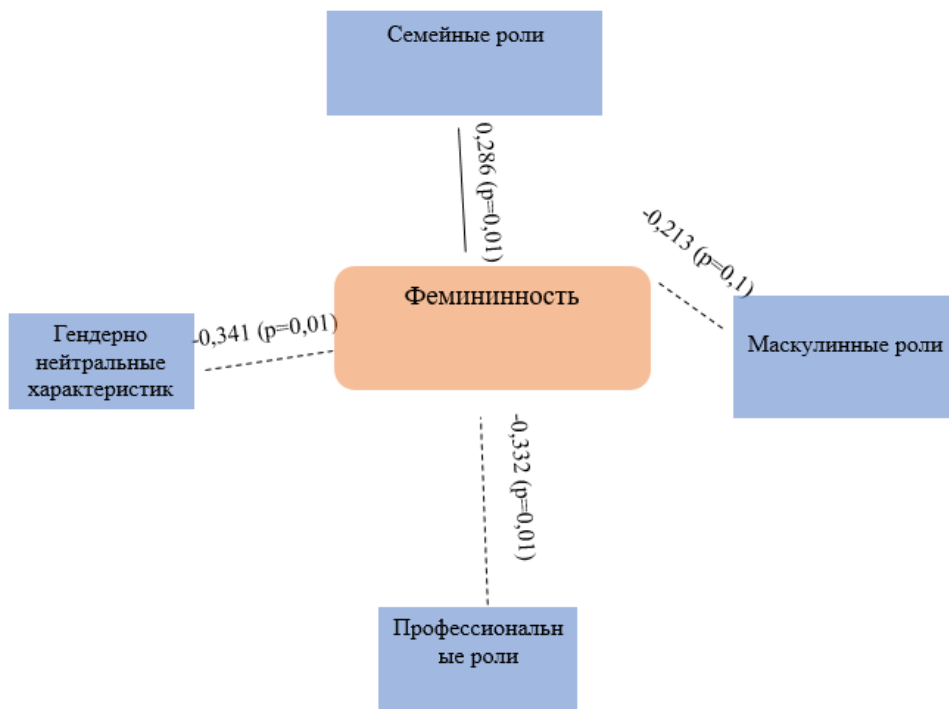 Семейные роли
0,286 (p=0,01)
-0,213 (p=0,1)
Фемининность
-0,341 (p=0,01)
Гендерно
нейтральные
характеристик
Маскулинные роли
-0,332 (p=0,01)
Профессиональн
ые роли